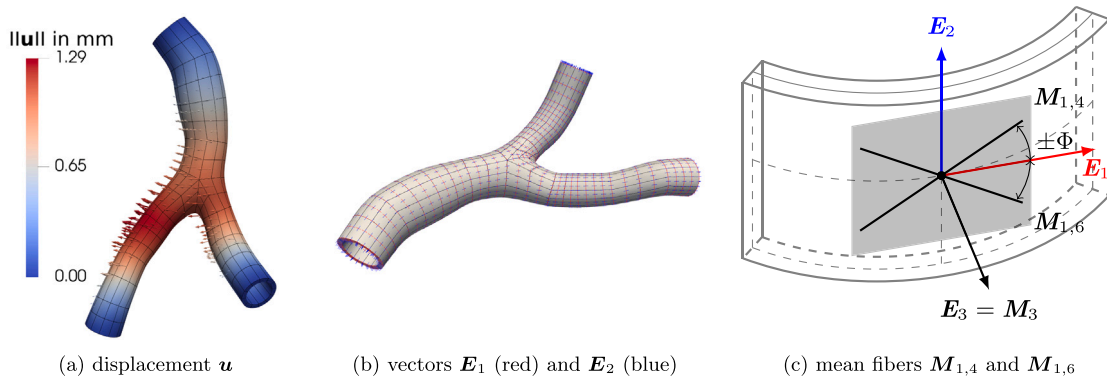 ||u|| in mm
1.29
0.65
0.00
E₂
M₁,₄
±Φ
E₁
M₁,₆
E₃ = M₃
(a) displacement u
(b) vectors E₁ (red) and E₂ (blue)
(c) mean fibers M₁,₄ and M₁,₆